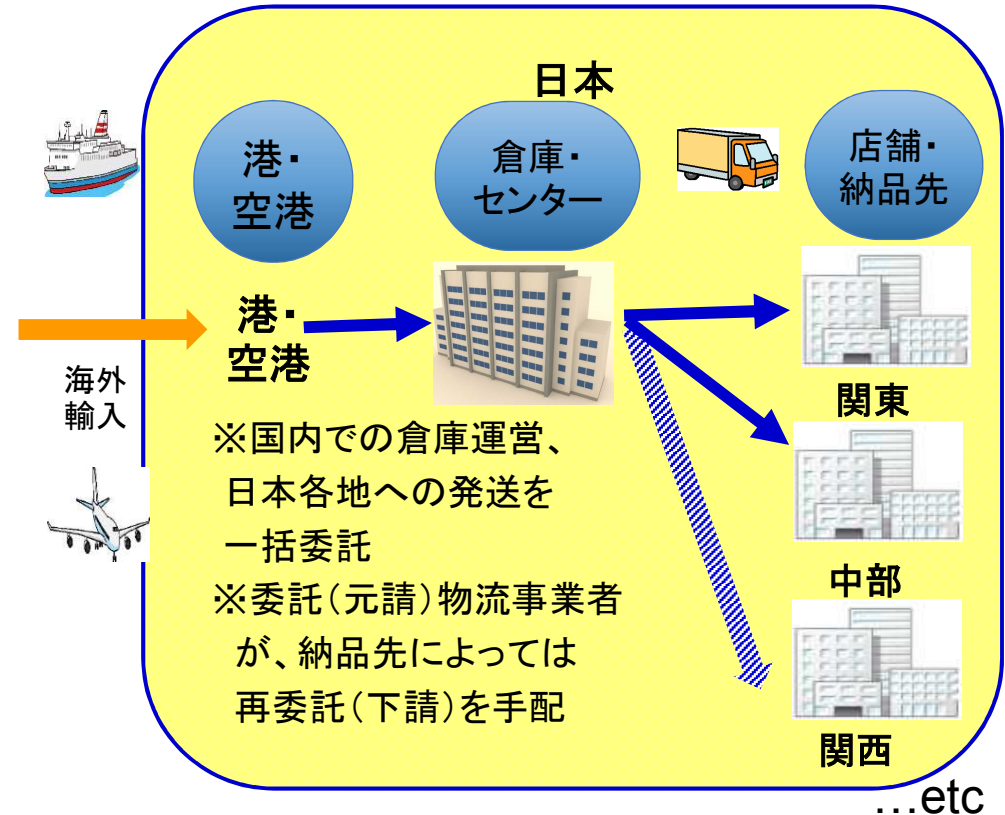 日本
港・
空港
倉庫・
センター
店舗・
納品先
港・
空港
海外
輸入
関東
※国内での倉庫運営、
日本各地への発送を
一括委託
※委託(元請)物流事業者
が、納品先によっては
再委託(下請)を手配
中部
関西
…etc